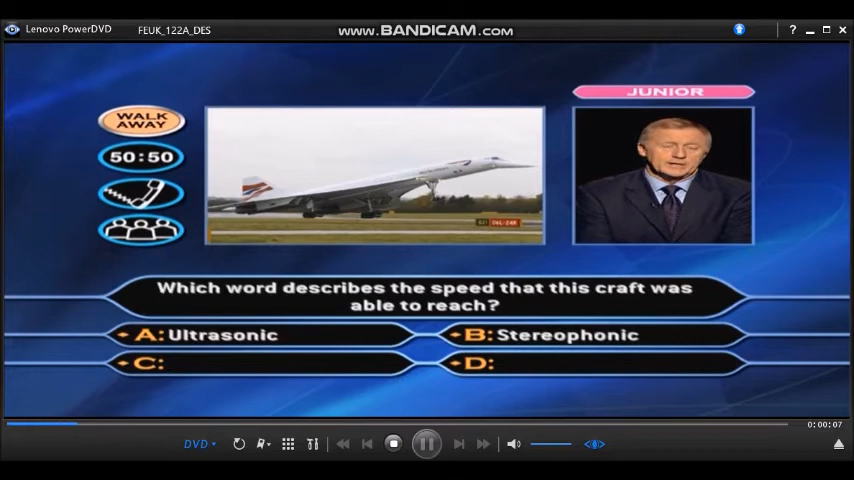 Lenovo PowerDVD
FEUK_122A_DES
www.BANDICAM.com
?
JUNIOR
WALK
AWAY
50:50
Which word describes the speed that this craft was
able to reach?
A: Ultrasonic
B: Stereophonic
C:
D:
0:00:07
DVD